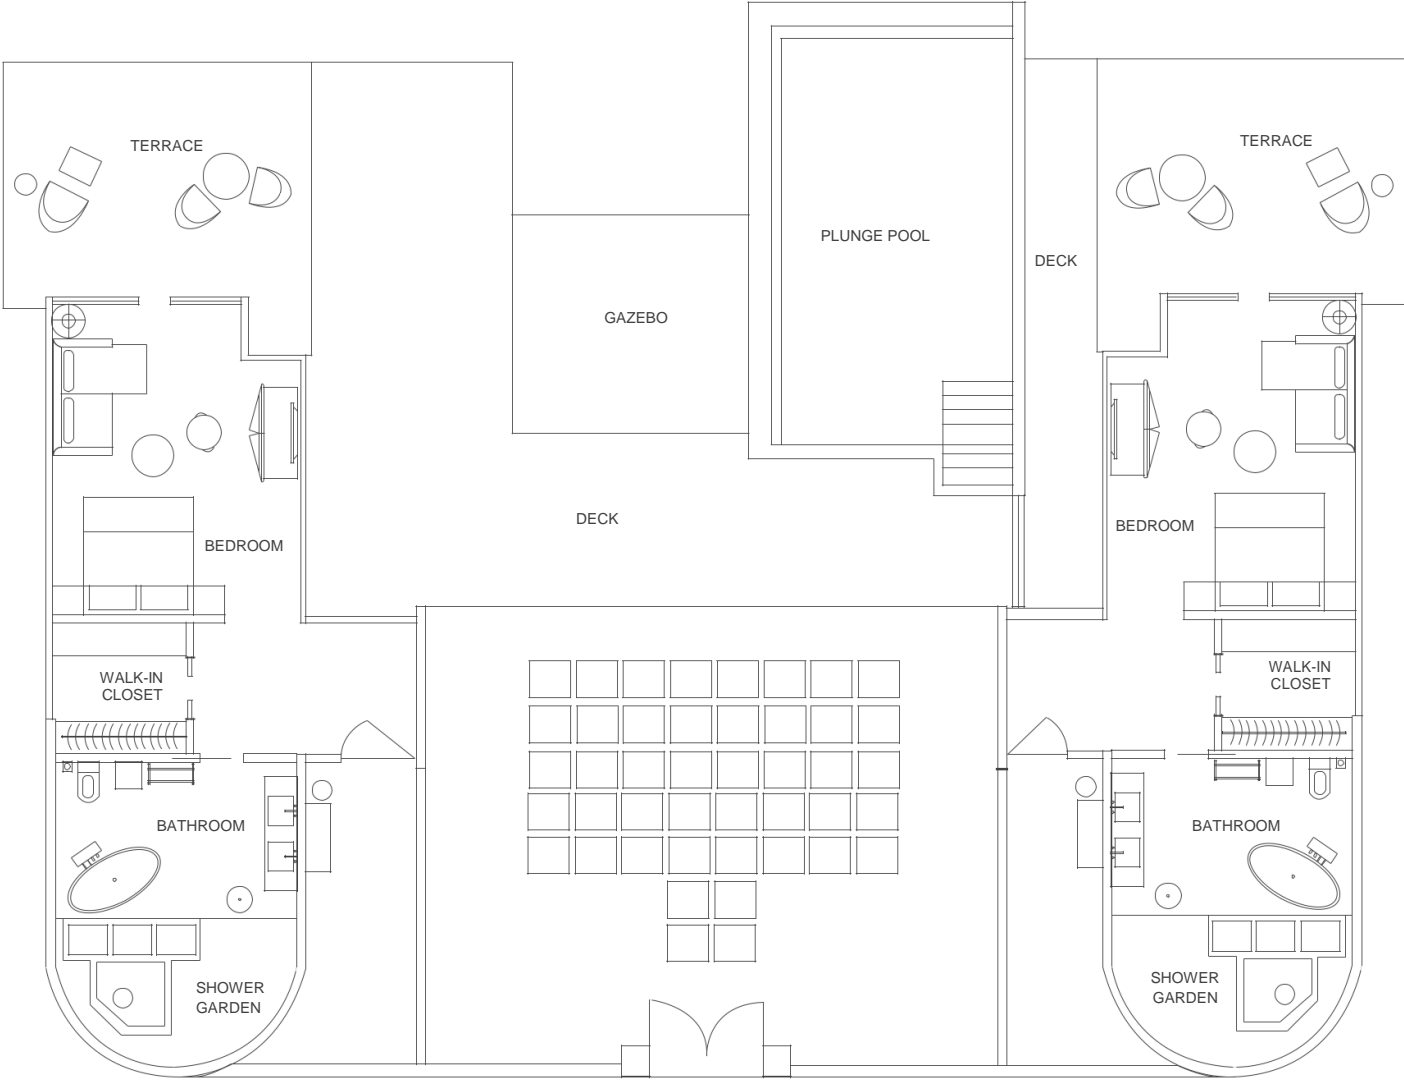 TERRACE
TERRACE
PLUNGE POOL
DECK
GAZEBO
DECK
BEDROOM
BEDROOM
WALK-IN
CLOSET
WALK-IN
CLOSET
BATHROOM
BATHROOM
SHOWER
GARDEN
SHOWER
GARDEN